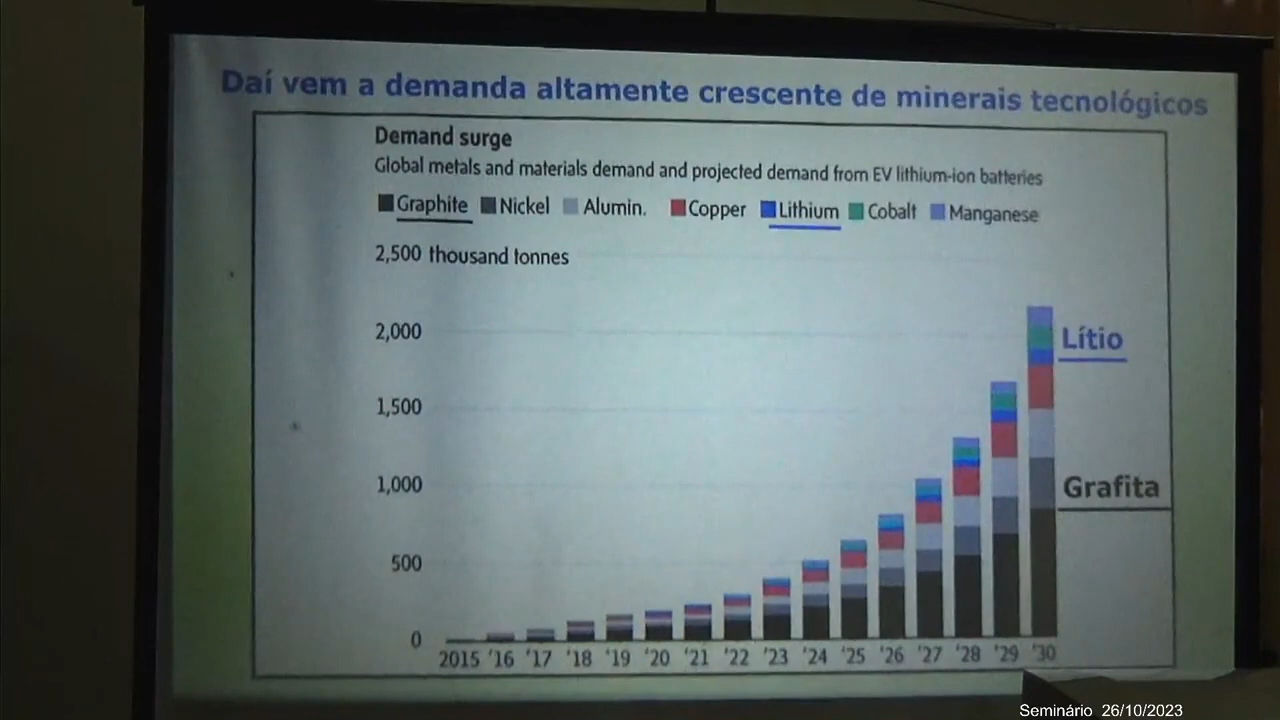 Daí vem a demanda altamente crescente de minerais tecnológicos
Demand surge
Global metals and materials demand and projected demand from EV lithium-ion batteries
Graphite Nickel Alumin. Copper Lithium Cobalt Manganese
2,500 thousand tonnes
2,000
Lítio
1,500
1,000
Grafita
500
0
2015 '16 '17 '18 '19 '20 '21 '22 '23 '24 '25 '26 '27 '28 '29 '30
Seminário 26/10/2023